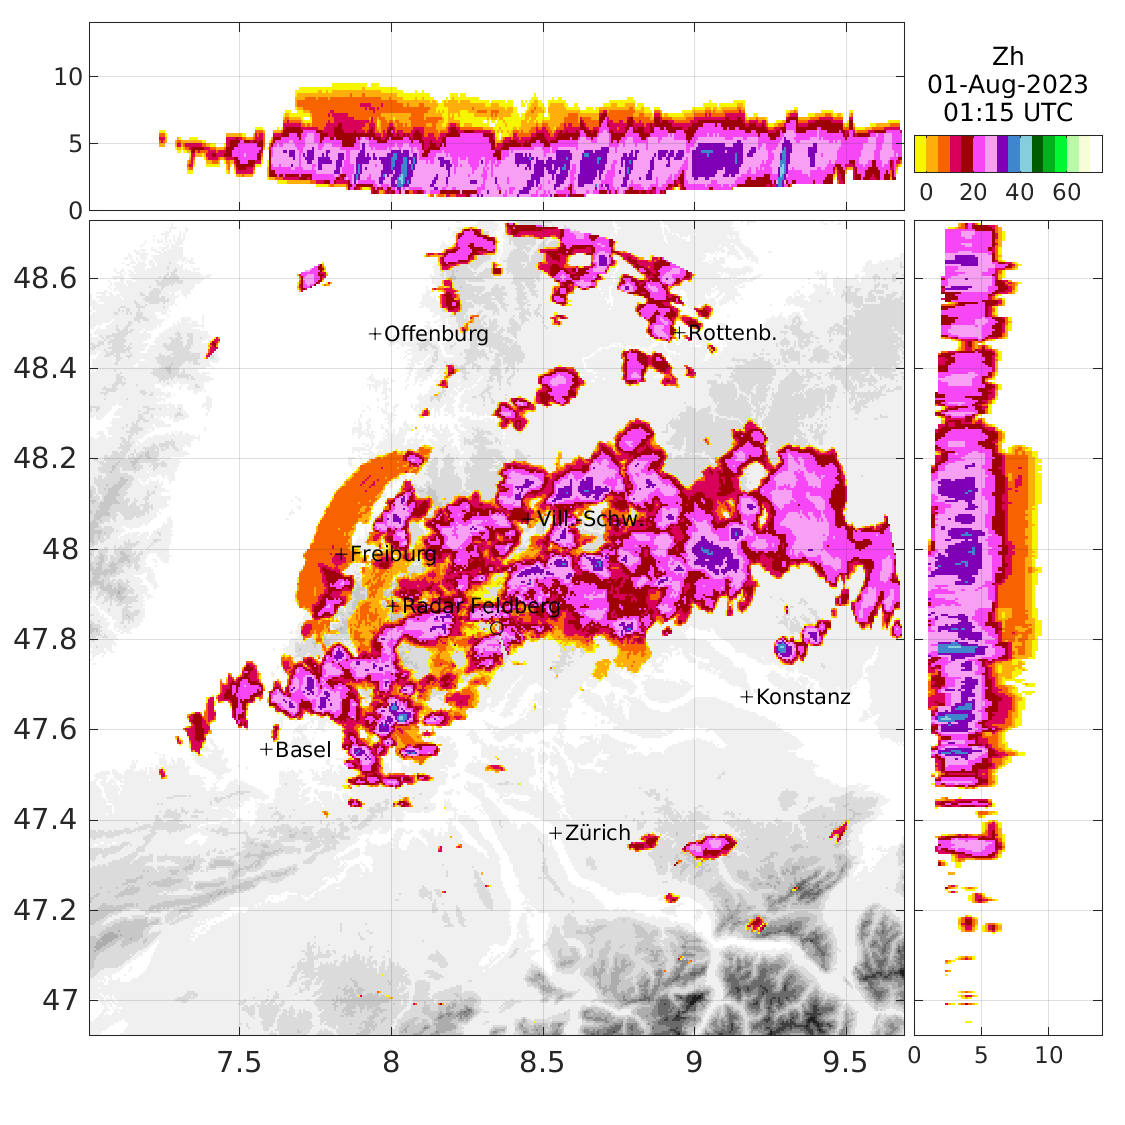 10
5
0
Zh
01-Aug-2023
01:15 UTC
0 20 40 60
48.6
48.4
48.2
48
47.8
47.6
47.4
47.2
47
+Offenburg
+Rottenb.
+Vill.-Schw.
+Freiburg
+Radar Feldberg
+Konstanz
+Basel
+Zürich
7.5 8 8.5 9 9.5
0 5 10